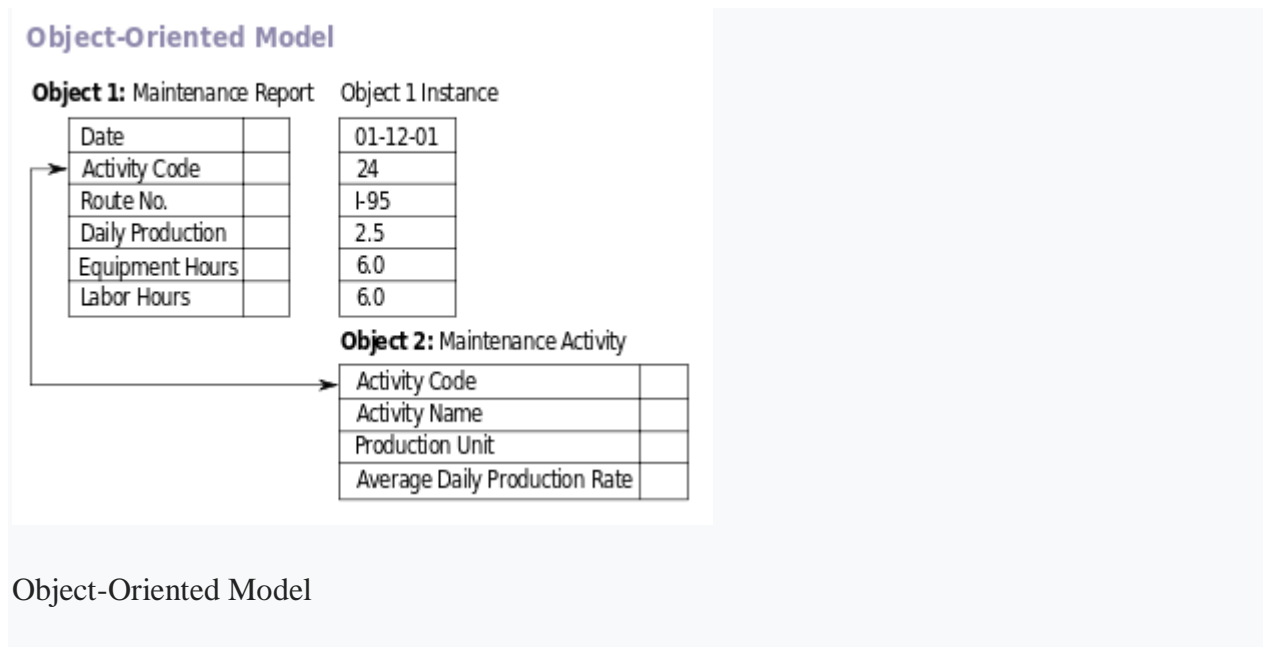 Object-Oriented Model
Object 1: Maintenance Report
Object 1 Instance
Date
01-12-01
Activity Code
24
Route No.
I-95
Daily Production
2.5
Equipment Hours
6.0
Labor Hours
6.0
Object 2: Maintenance Activity
Activity Code
Activity Name
Production Unit
Average Daily Production Rate
Object-Oriented Model